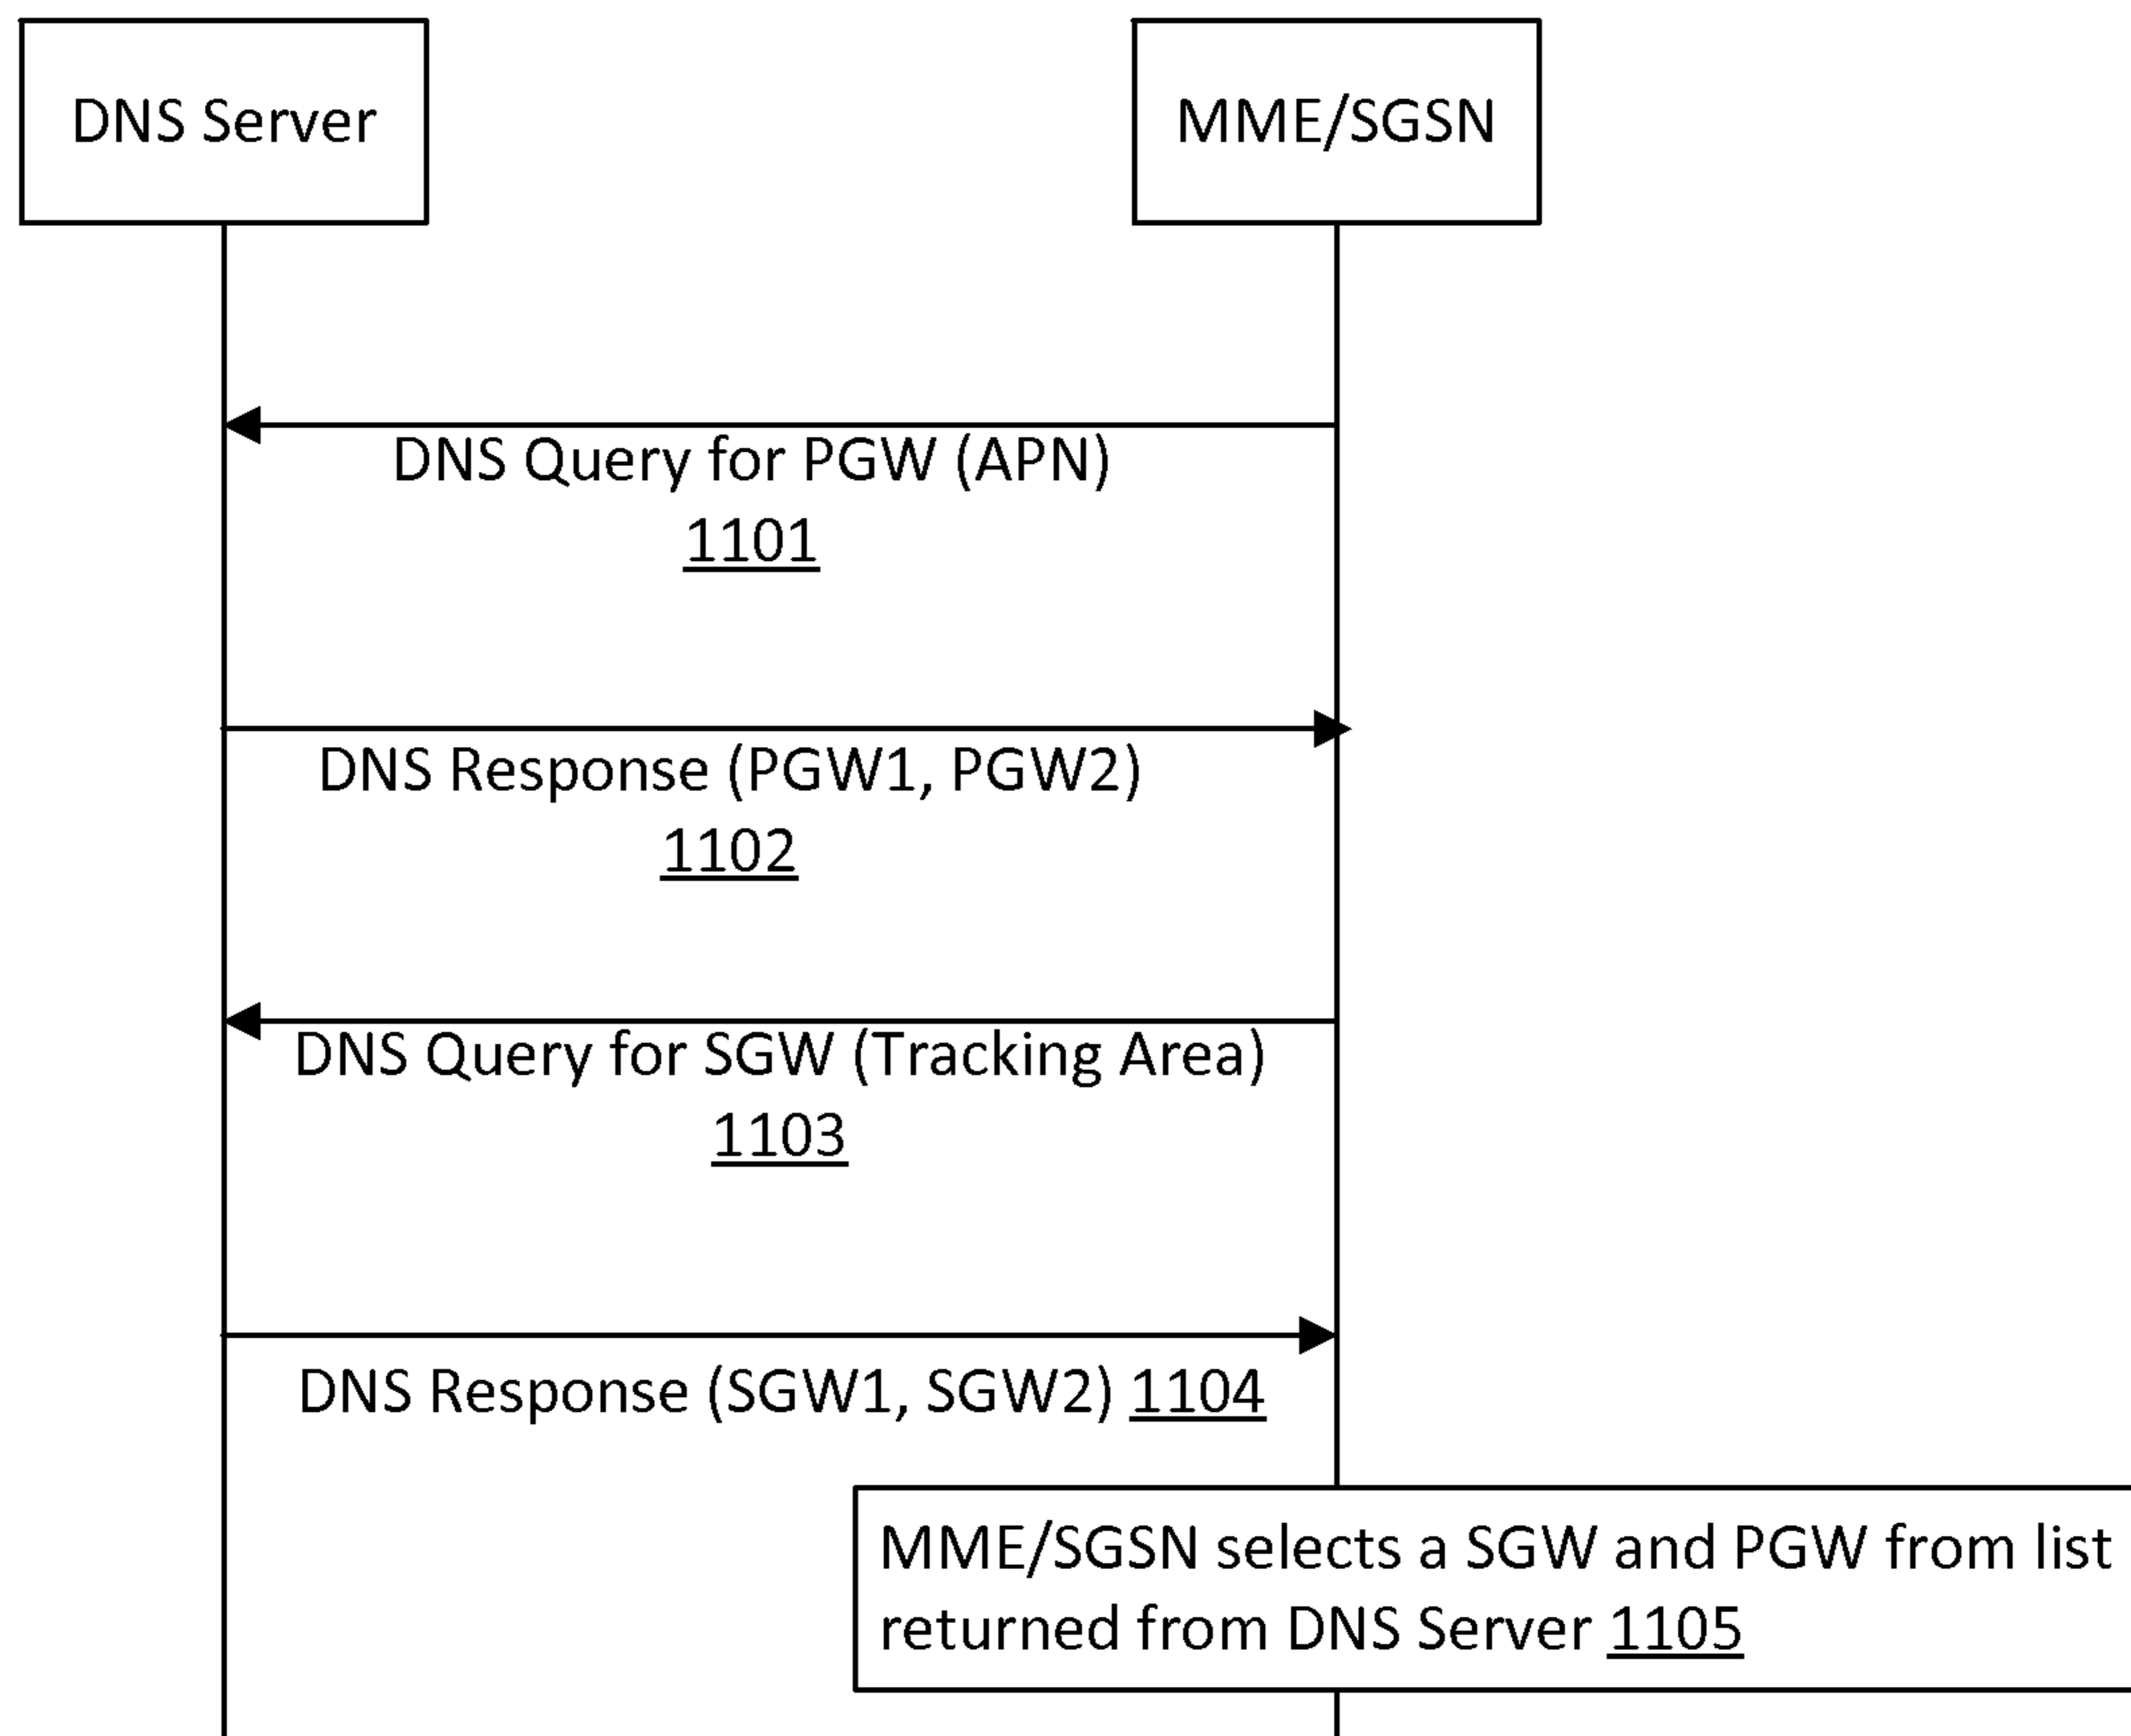 DNS Server
MME/SGSN
DNS Query for PGW (APN)
1101
DNS Response (PGW1, PGW2)
1102
DNS Query for SGW (Tracking Area)
1103
DNS Response (SGW1, SGW2) 1104
MME/SGSN selects a SGW and PGW from list
returned from DNS Server 1105